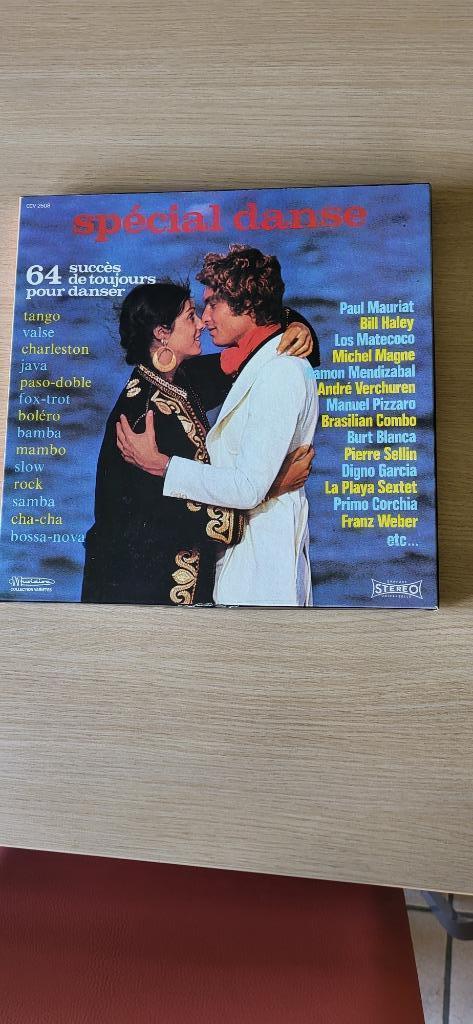 CCV 2508
spécial danse
64 succès
de toujours
pour danser
tango
valse
charleston
java
paso-doble
fox-trot
boléro
bamba
mambo
slow
rock
samba
cha-cha
bossa-nova
Paul Mauriat
Bill Haley
Los Matecoco
Michel Magne
amon Mendizabal
André Verchuren
Manuel Pizzaro
Brasilian Combo
Burt Blanca
Pierre Sellin
Digno Garcia
La Playa Sextet
Primo Corchia
Franz Weber
etc...
COLLECTION VARIETES
STEREO